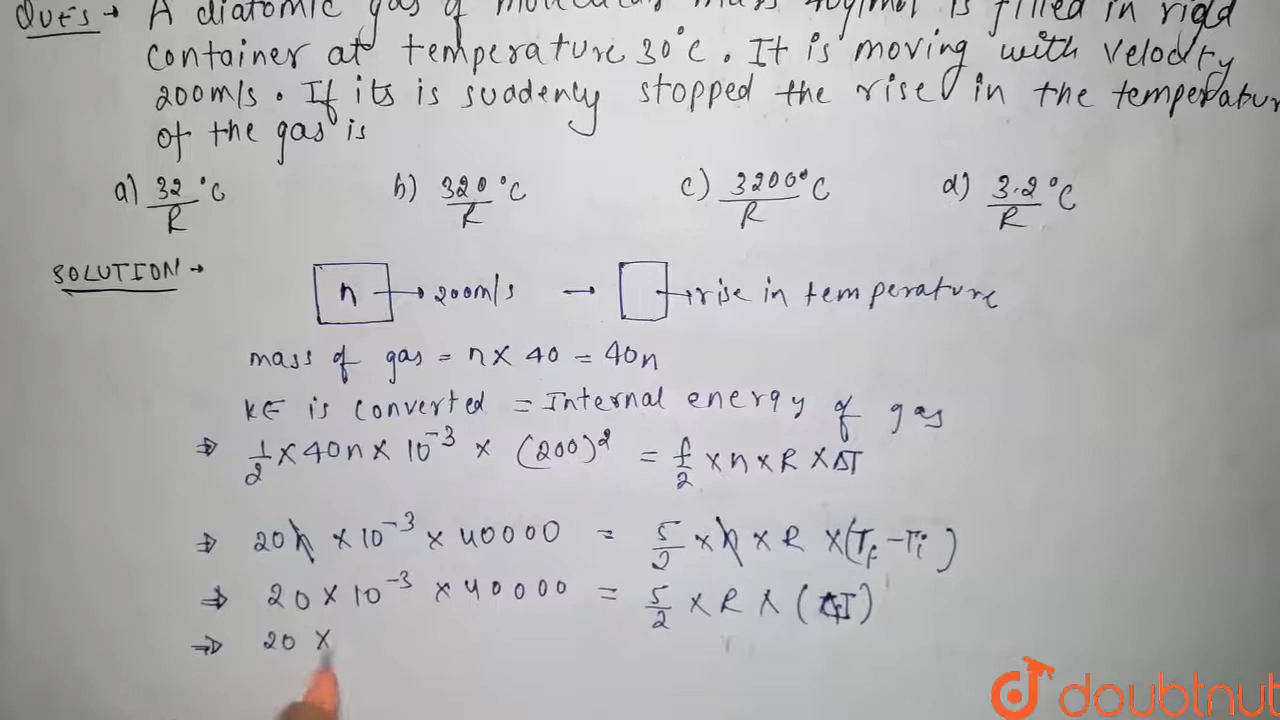 QUES → A diatomic gas of molecular mass 40g/mol is filled in rigd
container at temperature 30°C. It is moving with velocity
200m/s. If its is suddenly stopped the rise in the temperatur
of the gas is
a) 32/R °C b) 320/R °C c) 3200/R °C d) 3.2/R °C
SOLUTION →
n → 200m/s → → rise in temperature
mass of gas = n × 40 = 40n
KE is converted = Internal energy of gas
⇒ 1/2 × 40n × 10⁻³ × (200)² = f/2 × n × R × ΔT
⇒ 20n × 10⁻³ × 40000 = 5/2 × n × R × (Tf - Ti)
⇒ 20 × 10⁻³ × 40000 = 5/2 × R × (ΔT)
⇒ 20 ×
doubtnut